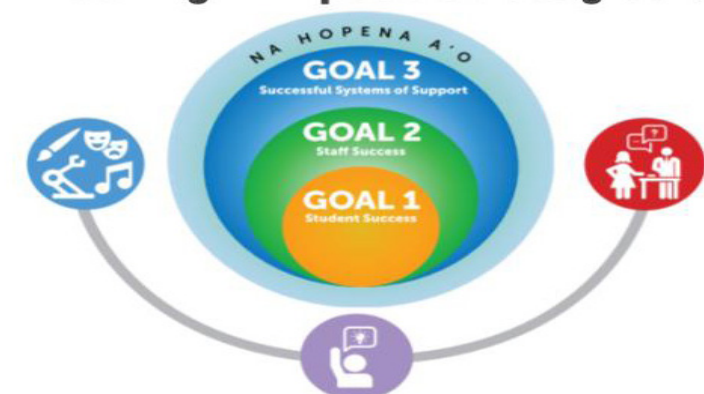 NA HOPENA A'O
GOAL 3
Successful Systems of Support
GOAL 2
Staff Success
GOAL 1
Student Success